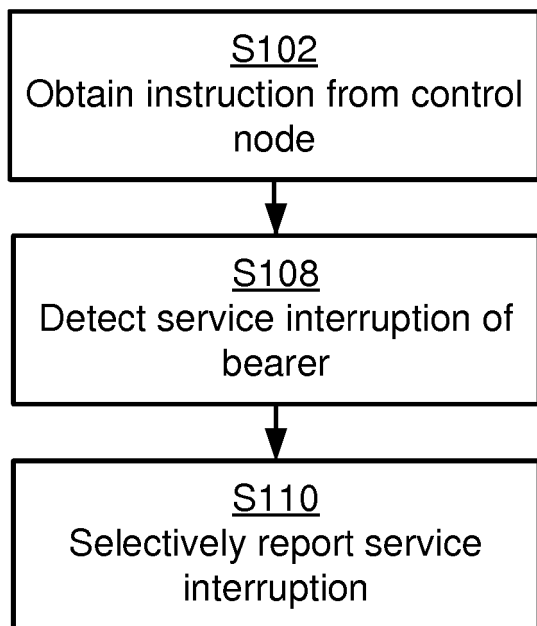 S102
Obtain instruction from control
node
S108
Detect service interruption of
bearer
S110
Selectively report service
interruption